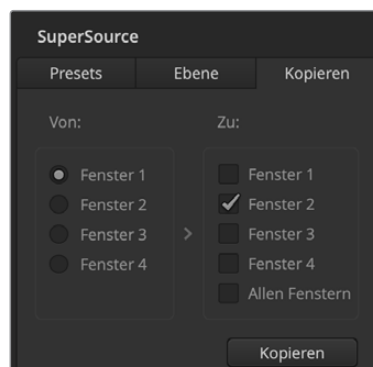 SuperSource
Presets Ebene Kopieren
Von: Zu:
Fenster 1 Fenster 1
Fenster 2 Fenster 2
Fenster 3 > Fenster 3
Fenster 4 Fenster 4
Allen Fenstern
Kopieren